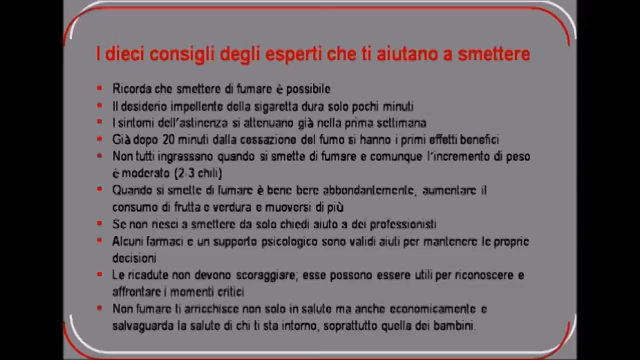 I dieci consigli degli esperti che ti aiutano a smettere
Ricorda che smettere di fumare è possibile
Il desiderio impellente della sigaretta dura solo pochi minuti
I sintomi dell'astinenza si attenuano già nella prima settimana
Già dopo 20 minuti dalla cessazione del fumo si hanno i primi effetti benefici
Non tutti ingrassano quando si smette di fumare e comunque l'incremento di peso
è moderato (2-3 chili)
Quando si smette di fumare è bene bere abbondantemente, aumentare il
consumo di frutta e verdura e muoversi di più
Se non riesci a smettere da solo chiedi aiuto a dei professionisti
Alcuni farmaci e un supporto psicologico sono validi aiuti per mantenere le proprie
decisioni
Le ricadute non devono scoraggiare; esse possono essere utili per riconoscere e
affrontare i momenti critici
Non fumare ti arricchisce non solo in salute ma anche economicamente e
salvaguarda la salute di chi ti sta intorno, soprattutto quella dei bambini.